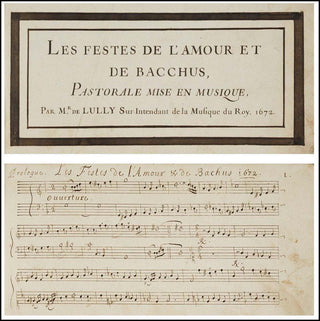 LES FESTES DE L'AMOUR ET
DE BACCHUS,
PASTORALE MISE EN MUSIQUE,
PAR M.R DE LULLY Sur-Intendant de la Musique du Roy. 1672.
Prologue. Les Festes de l'Amour & de Bachus 1672. 1.
Ouverture.